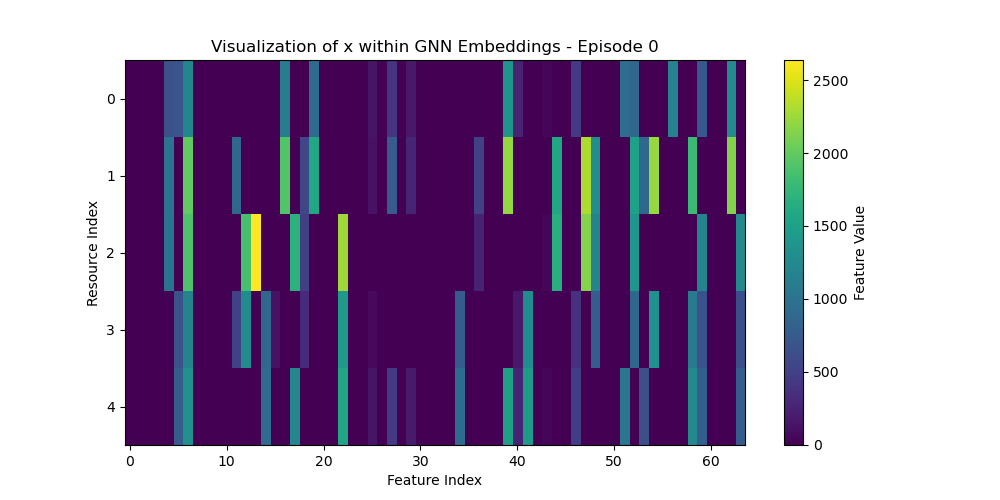 Visualization of x within GNN Embeddings - Episode 0
Resource Index
0
1
2
3
4
0 10 20 30 40 50 60
Feature Index
2500
2000
1500
1000
500
0
Feature Value